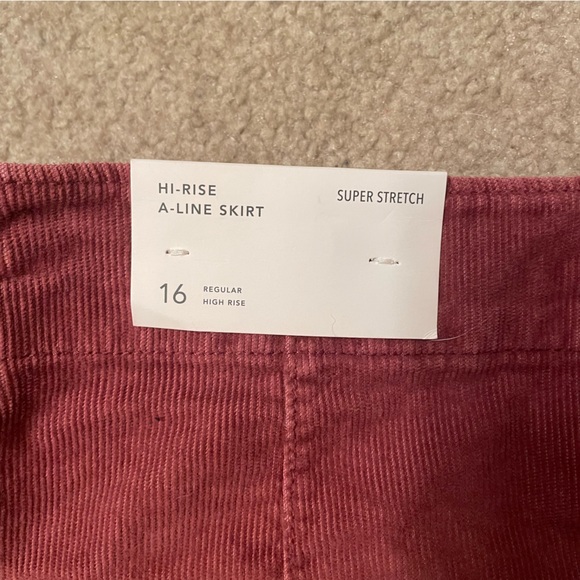 HI-RISE
A-LINE SKIRT
SUPER STRETCH
16 REGULAR
HIGH RISE